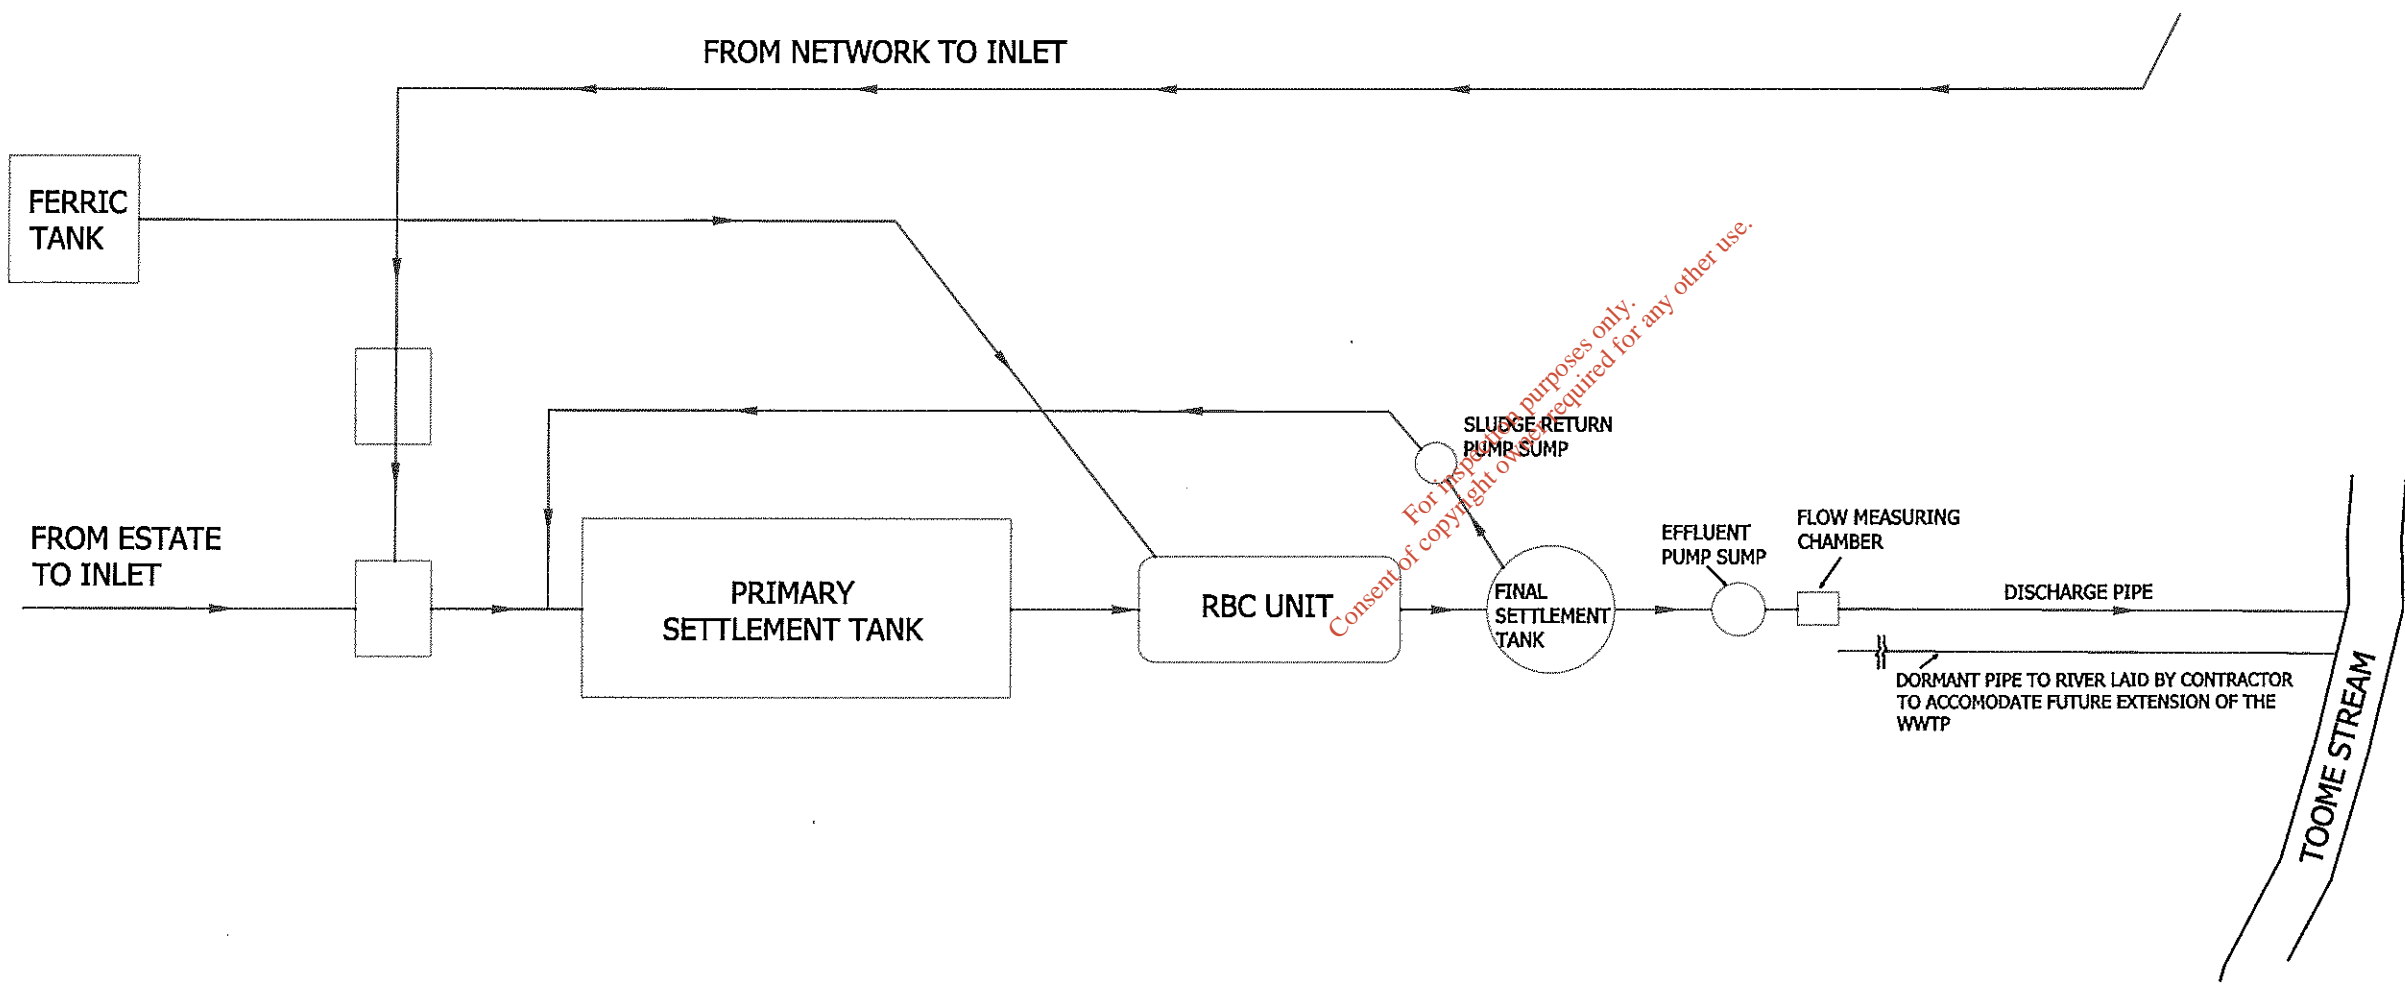 FROM NETWORK TO INLET
FERRIC
TANK
SLUDGE RETURN
PUMP SUMP
For inspection purposes only.
Consent of copyright owner required for any other use.
FROM ESTATE
TO INLET
PRIMARY
SETTLEMENT TANK
RBC UNIT
FINAL
SETTLEMENT
TANK
EFFLUENT
PUMP SUMP
FLOW MEASURING
CHAMBER
DISCHARGE PIPE
DORMANT PIPE TO RIVER LAID BY CONTRACTOR
TO ACCOMODATE FUTURE EXTENSION OF THE
WWTP
TOOME STREAM